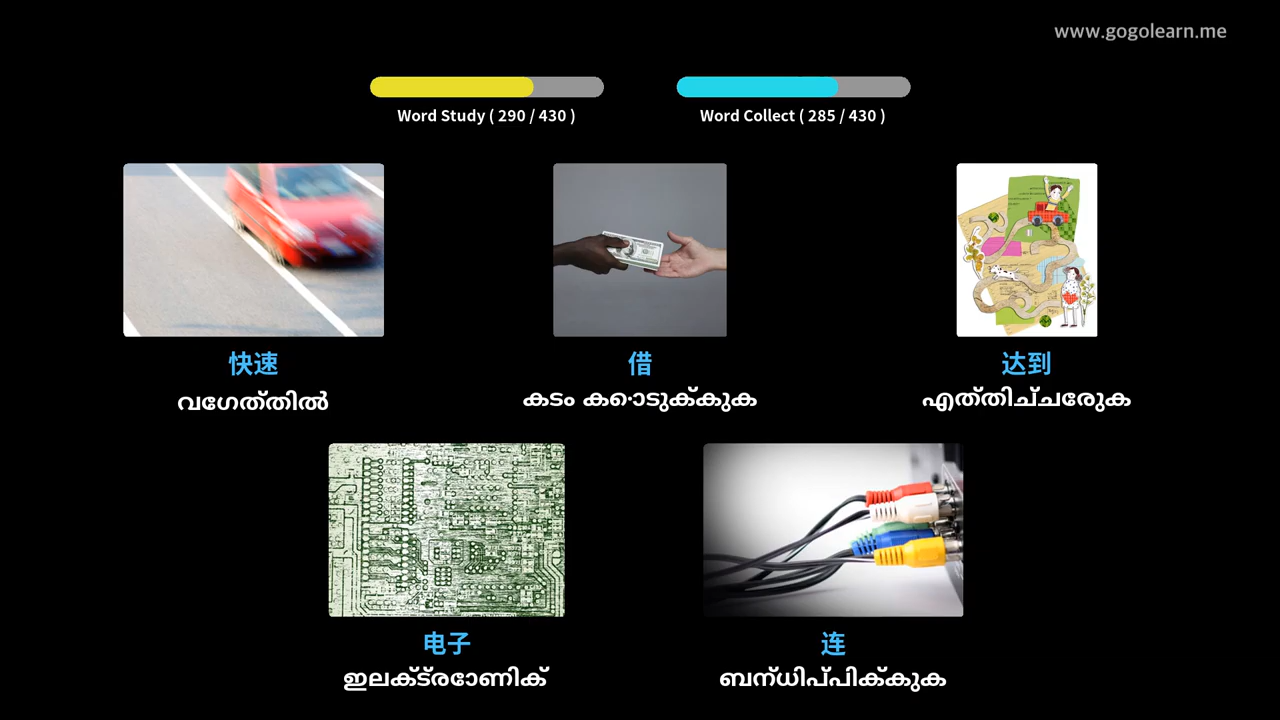 www.gogolearn.me
Word Study ( 290 / 430 )
Word Collect ( 285 / 430 )
快速
വേഗത്തിൽ
借
കടം കൊടുക്കുക
达到
എത്തിച്ചേരുക
电子
ഇലക്ട്രോണിക്
连
ബന്ധിപ്പിക്കുക